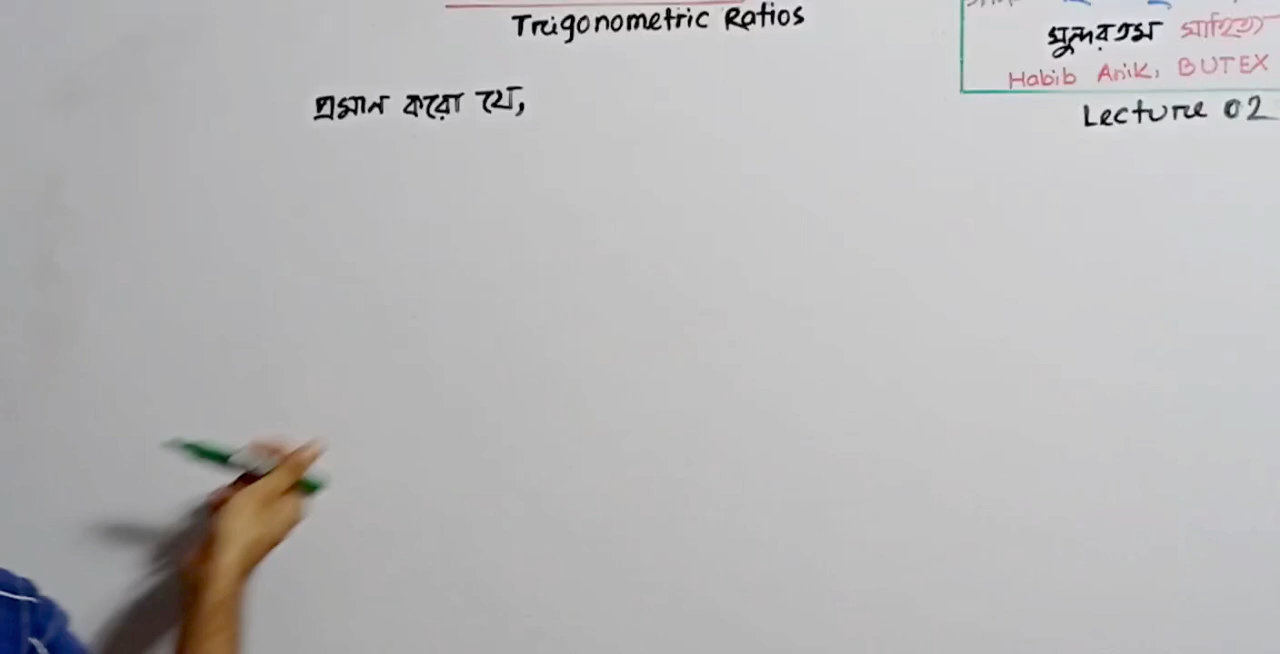 Trigonometric Ratios
সুন্দরতম সাহিত্য
Habib Anik, BUTEX
Lecture 02
প্রমান করো যে,